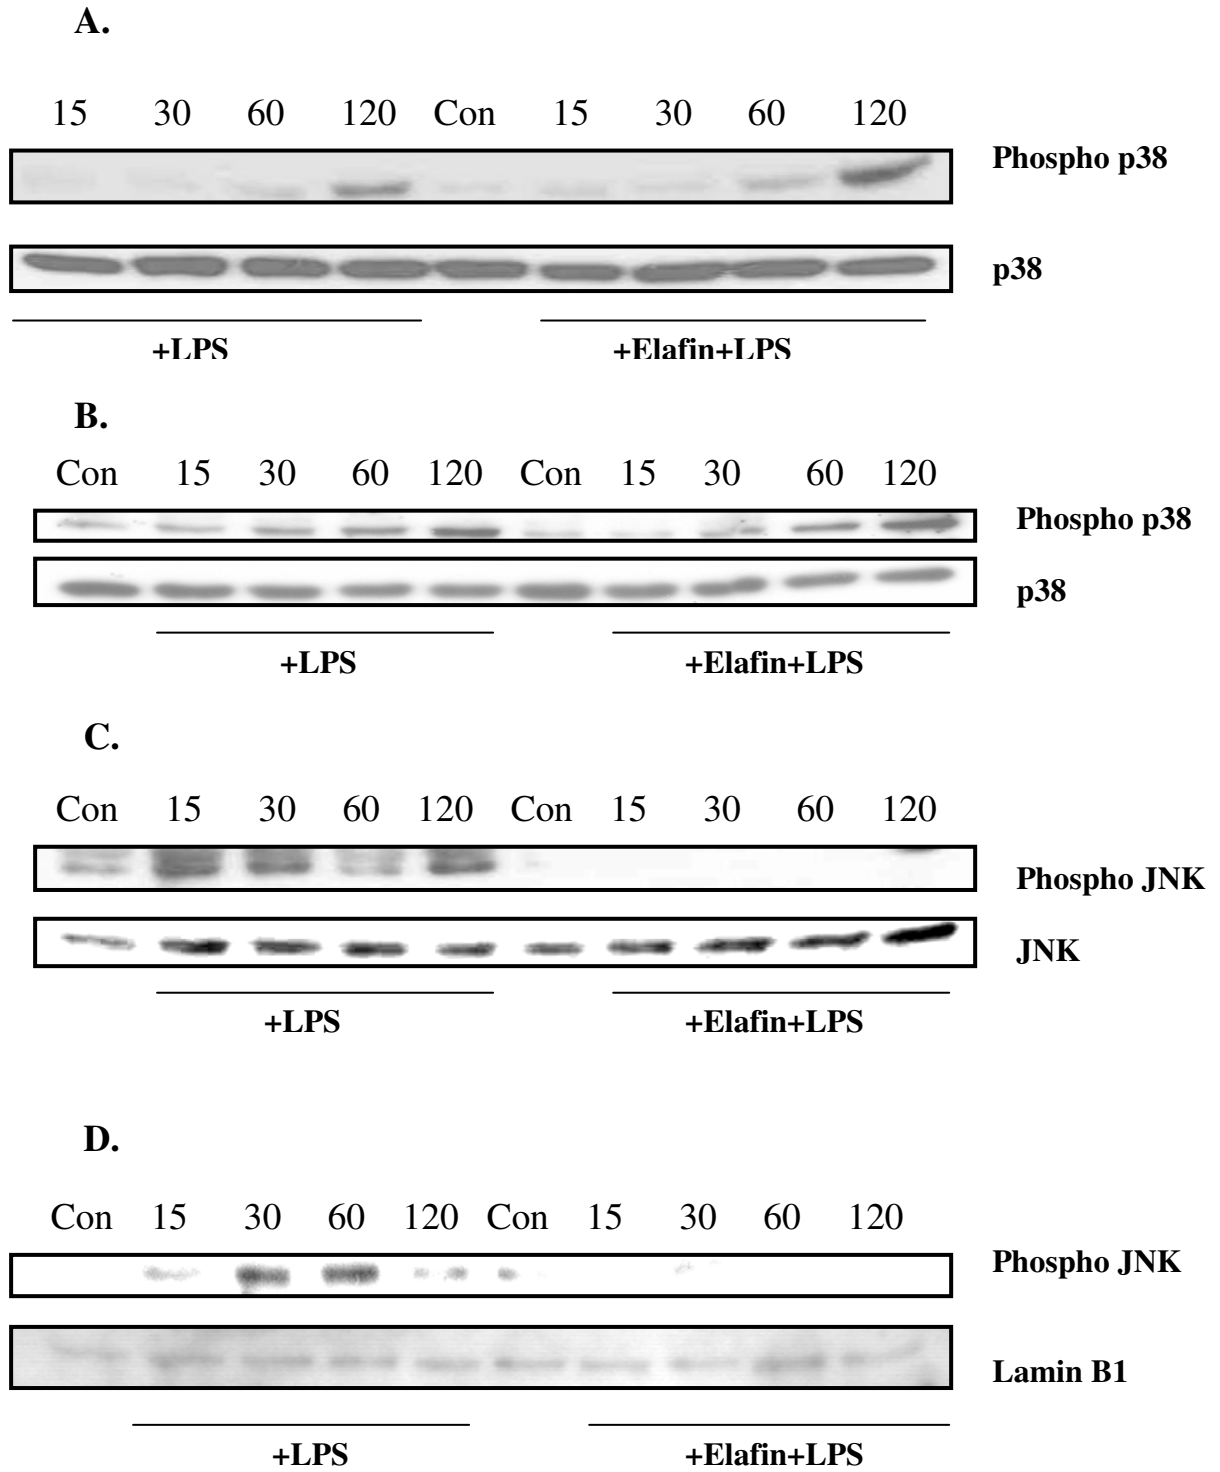 A.
15 30 60 120 Con 15 30 60 120
Phospho p38
p38
+LPS +Elafin+LPS
B.
Con 15 30 60 120 Con 15 30 60 120
Phospho p38
p38
+LPS +Elafin+LPS
C.
Con 15 30 60 120 Con 15 30 60 120
Phospho JNK
JNK
+LPS +Elafin+LPS
D.
Con 15 30 60 120 Con 15 30 60 120
Phospho JNK
Lamin B1
+LPS +Elafin+LPS